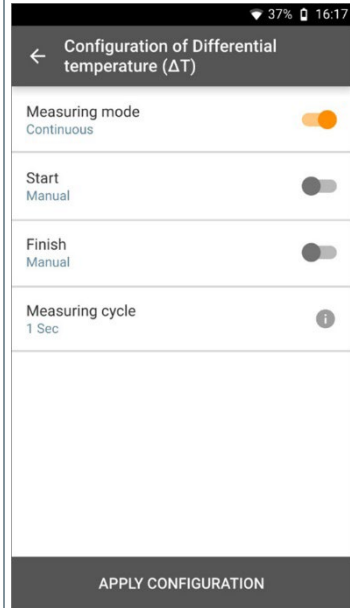 37% 16:17
Configuration of Differential
temperature (ΔT)
Measuring mode
Continuous
Start
Manual
Finish
Manual
Measuring cycle
1 Sec
APPLY CONFIGURATION